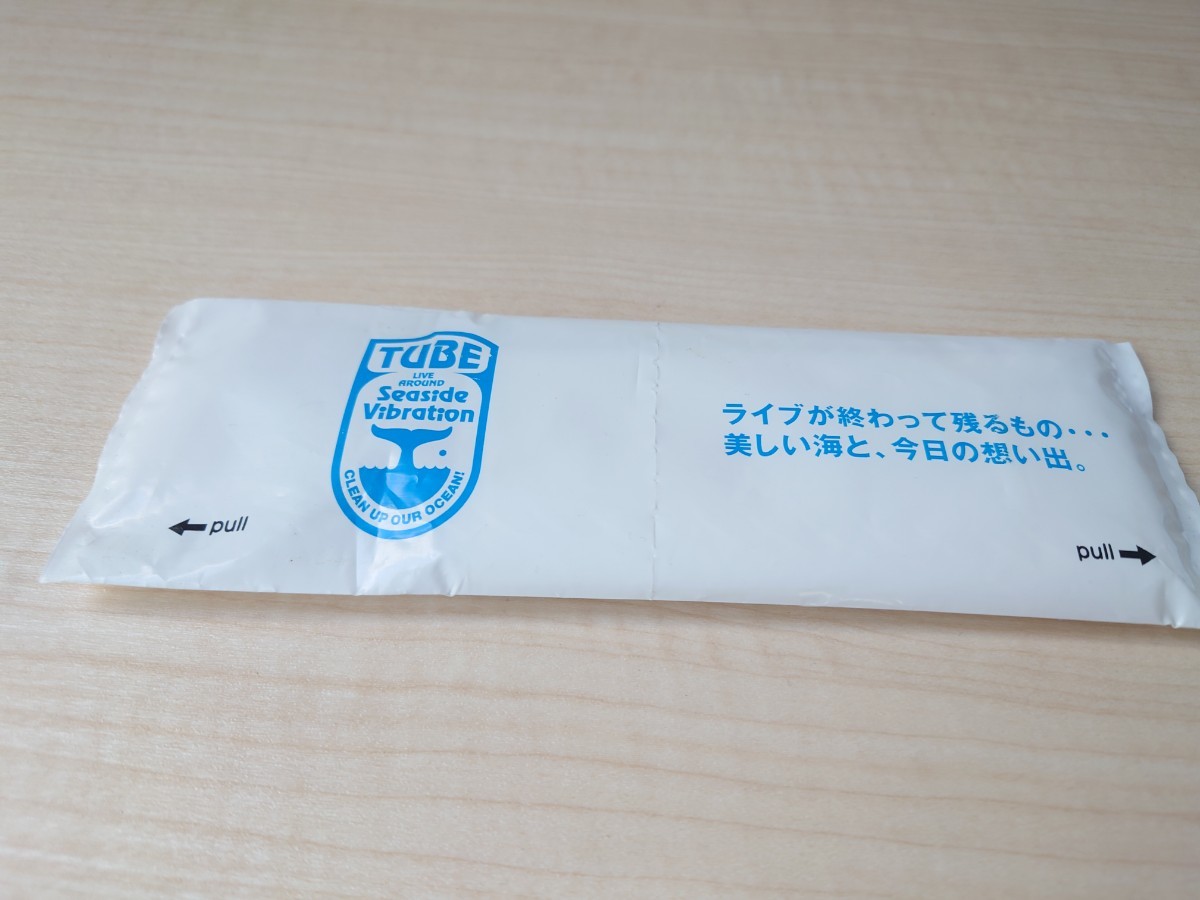 TUBE
LIVE
AROUND
Seaside
Vibration
CLEAN UP OUR OCEAN!
pull
ライブが終わって残るもの・・・
美しい海と、今日の想い出。
pull